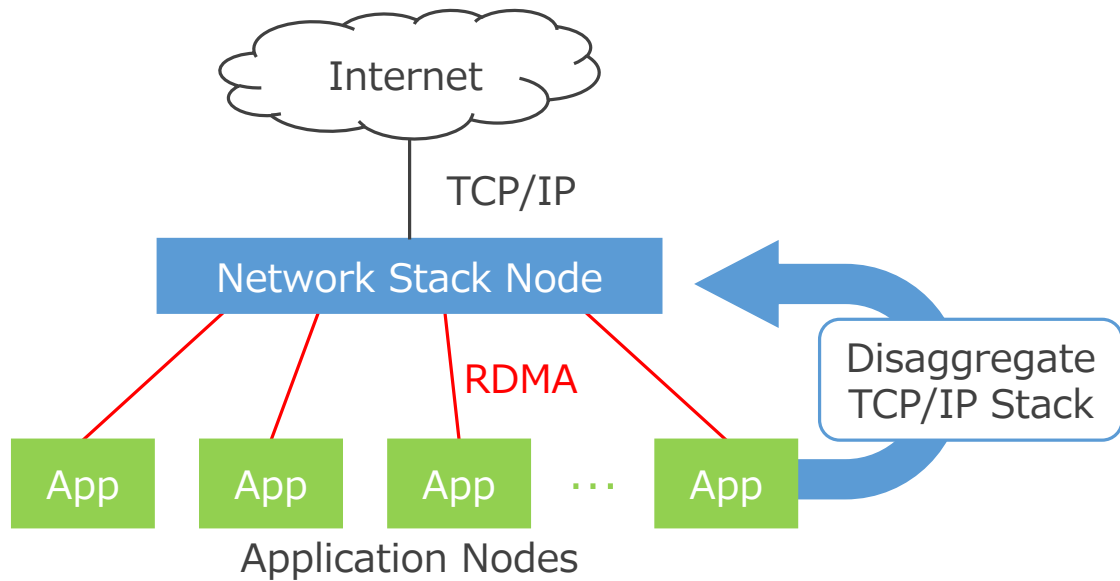 Internet
TCP/IP
Network Stack Node
Disaggregate
TCP/IP Stack
RDMA
App
App
App
...
App
Application Nodes